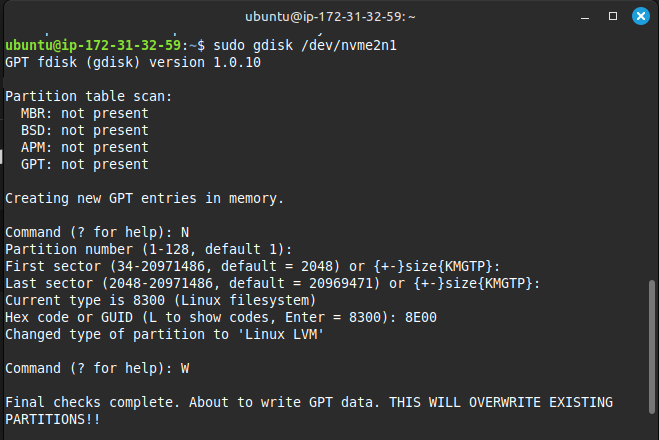 ubuntu@ip-172-31-32-59: ~
ubuntu@ip-172-31-32-59:~$ sudo gdisk /dev/nvme2n1
GPT fdisk (gdisk) version 1.0.10
Partition table scan:
MBR: not present
BSD: not present
APM: not present
GPT: not present
Creating new GPT entries in memory.
Command (? for help): N
Partition number (1-128, default 1):
First sector (34-20971486, default = 2048) or {+-}size{KMGTP}:
Last sector (2048-20971486, default = 20969471) or {+-}size{KMGTP}:
Current type is 8300 (Linux filesystem)
Hex code or GUID (L to show codes, Enter = 8300): 8E00
Changed type of partition to 'Linux LVM'
Command (? for help): W
Final checks complete. About to write GPT data. THIS WILL OVERWRITE EXISTING
PARTITIONS!!